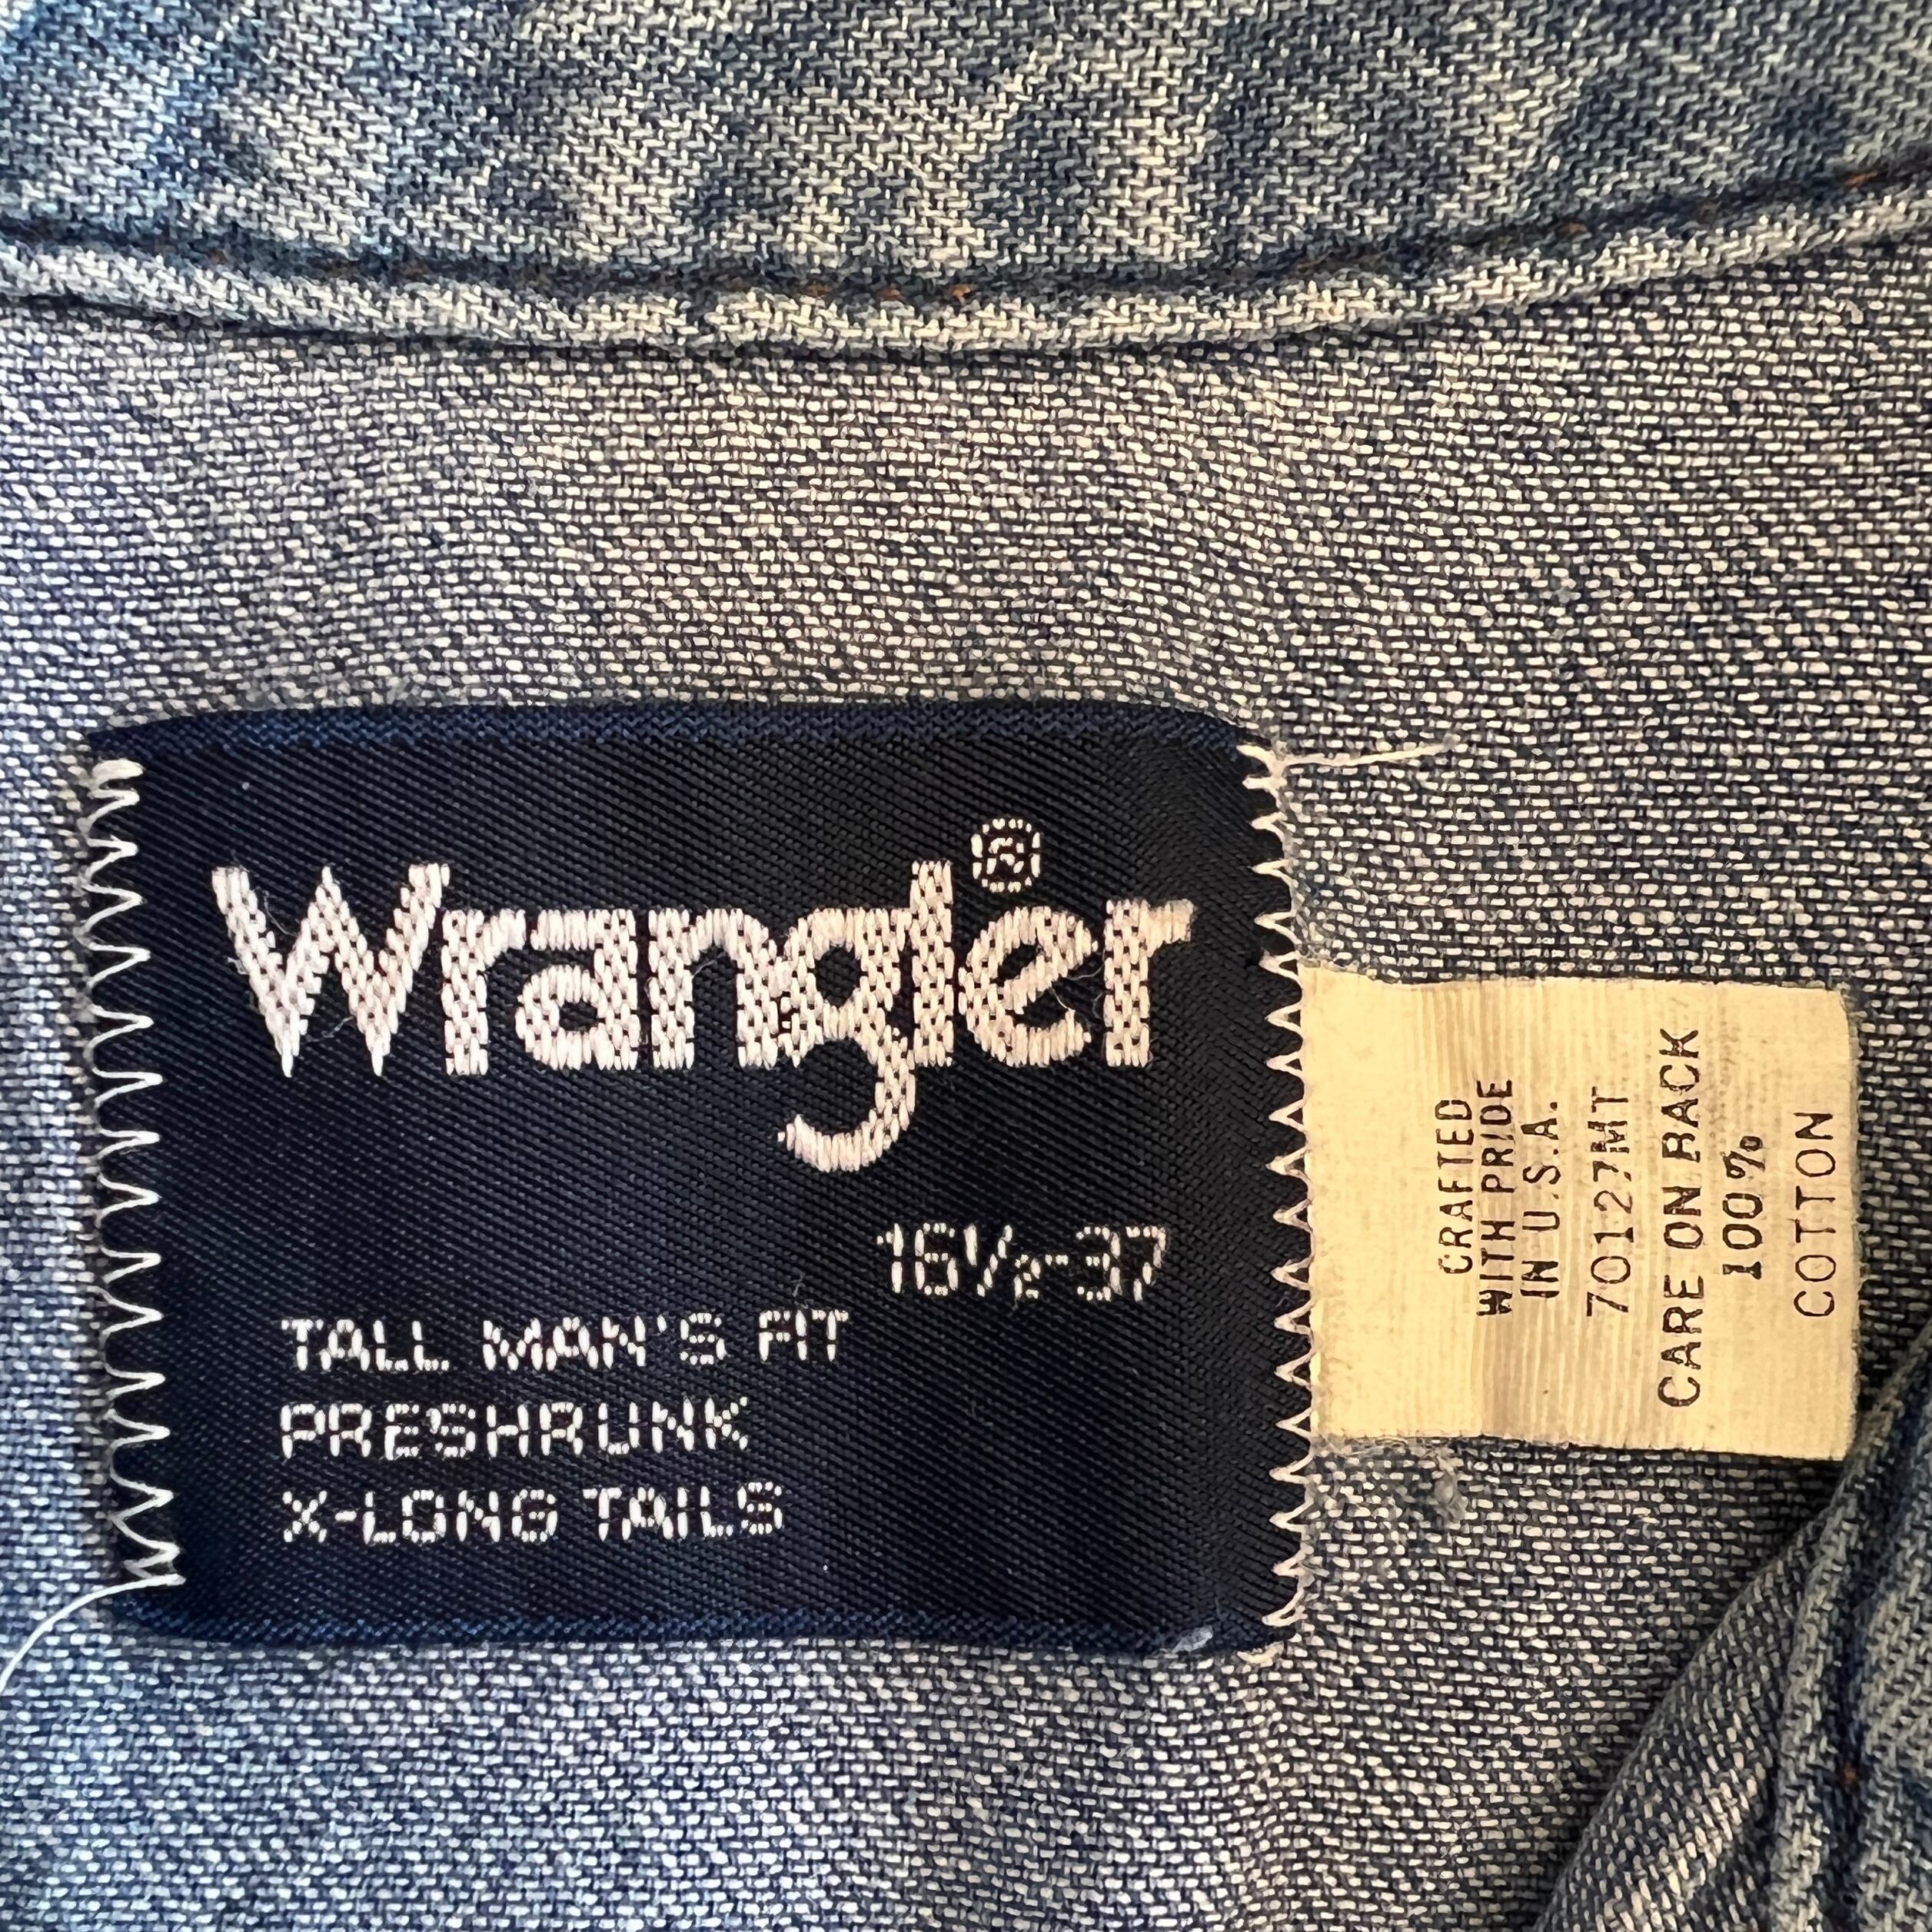 Wrangler®
16½-37
TALL MAN'S FIT
PRESHRUNK
X-LONG TAILS
CRAFTED
WITH PRIDE
IN U.S.A.
70127MT
CARE ON BACK
100%
COTTON